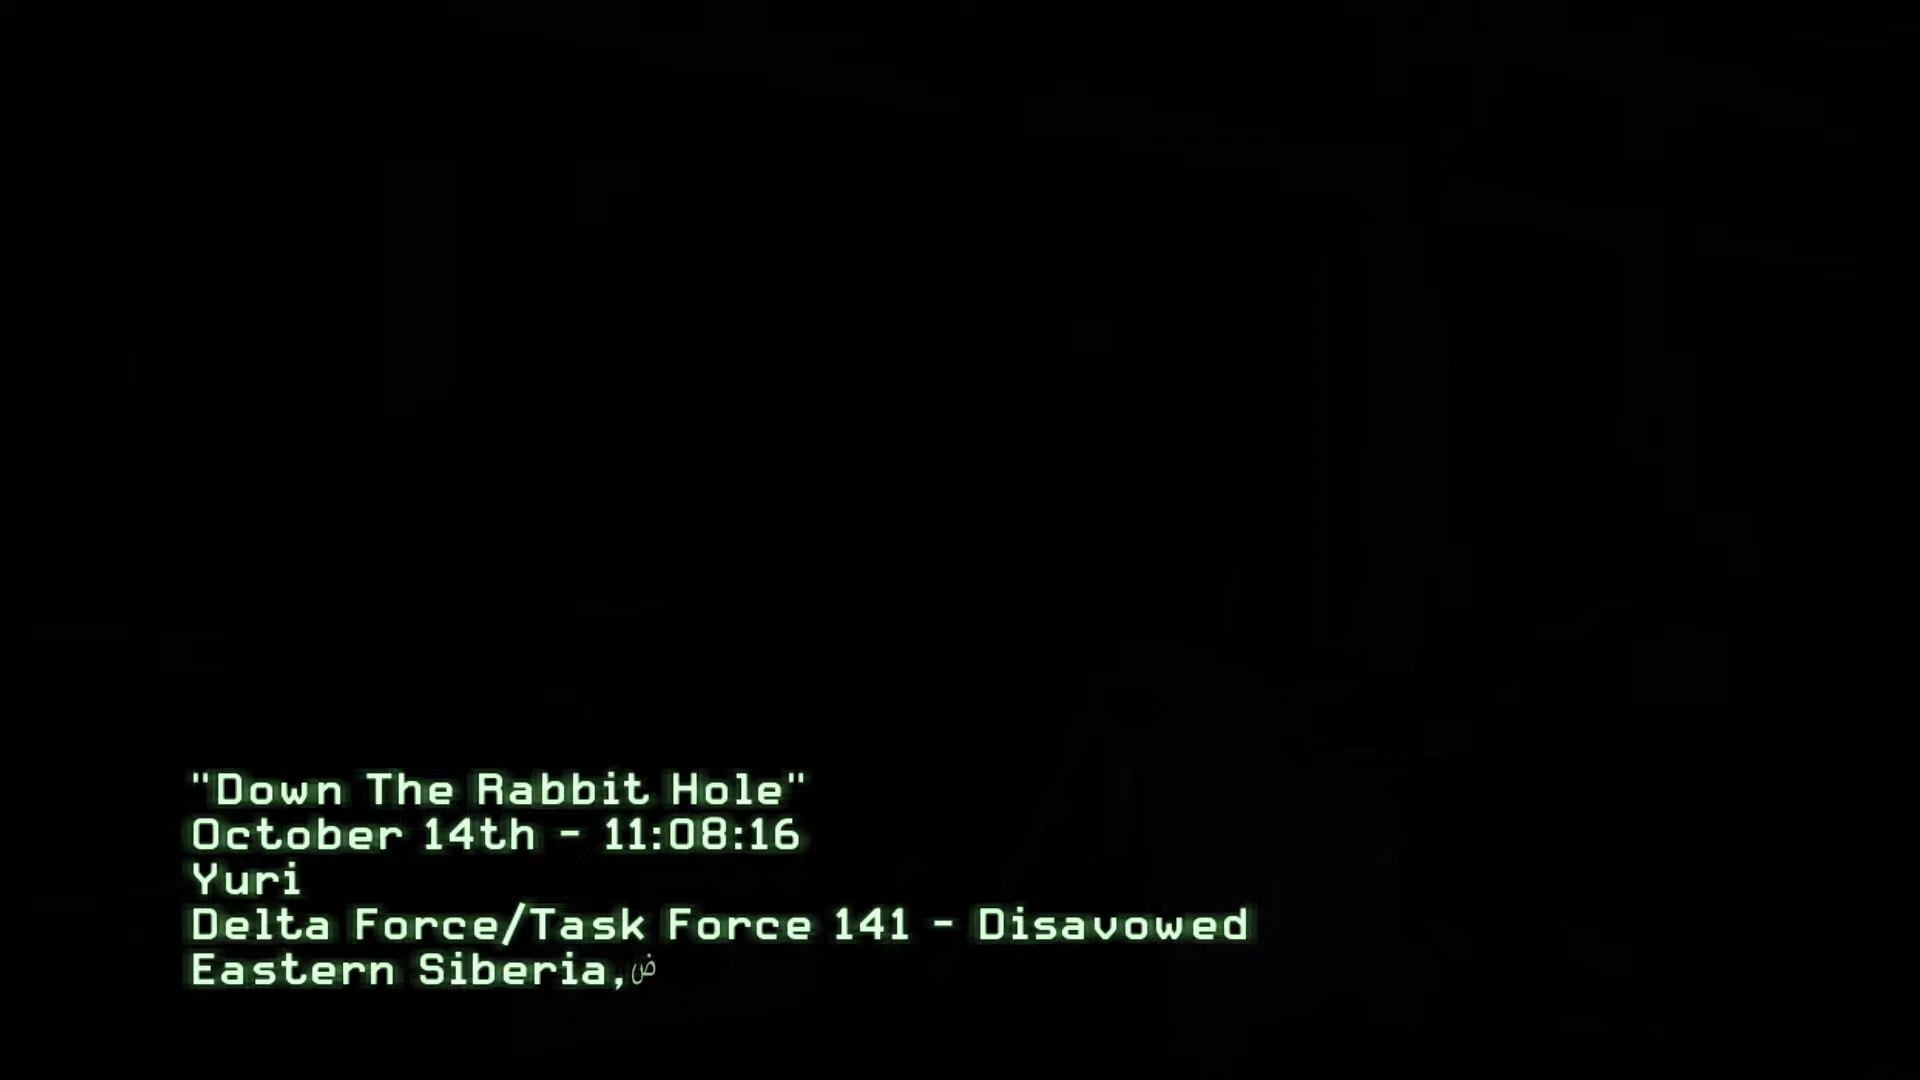 "Down The Rabbit Hole"
October 14th - 11:08:16
Yuri
Delta Force/Task Force 141 - Disavowed
Eastern Siberia,ض